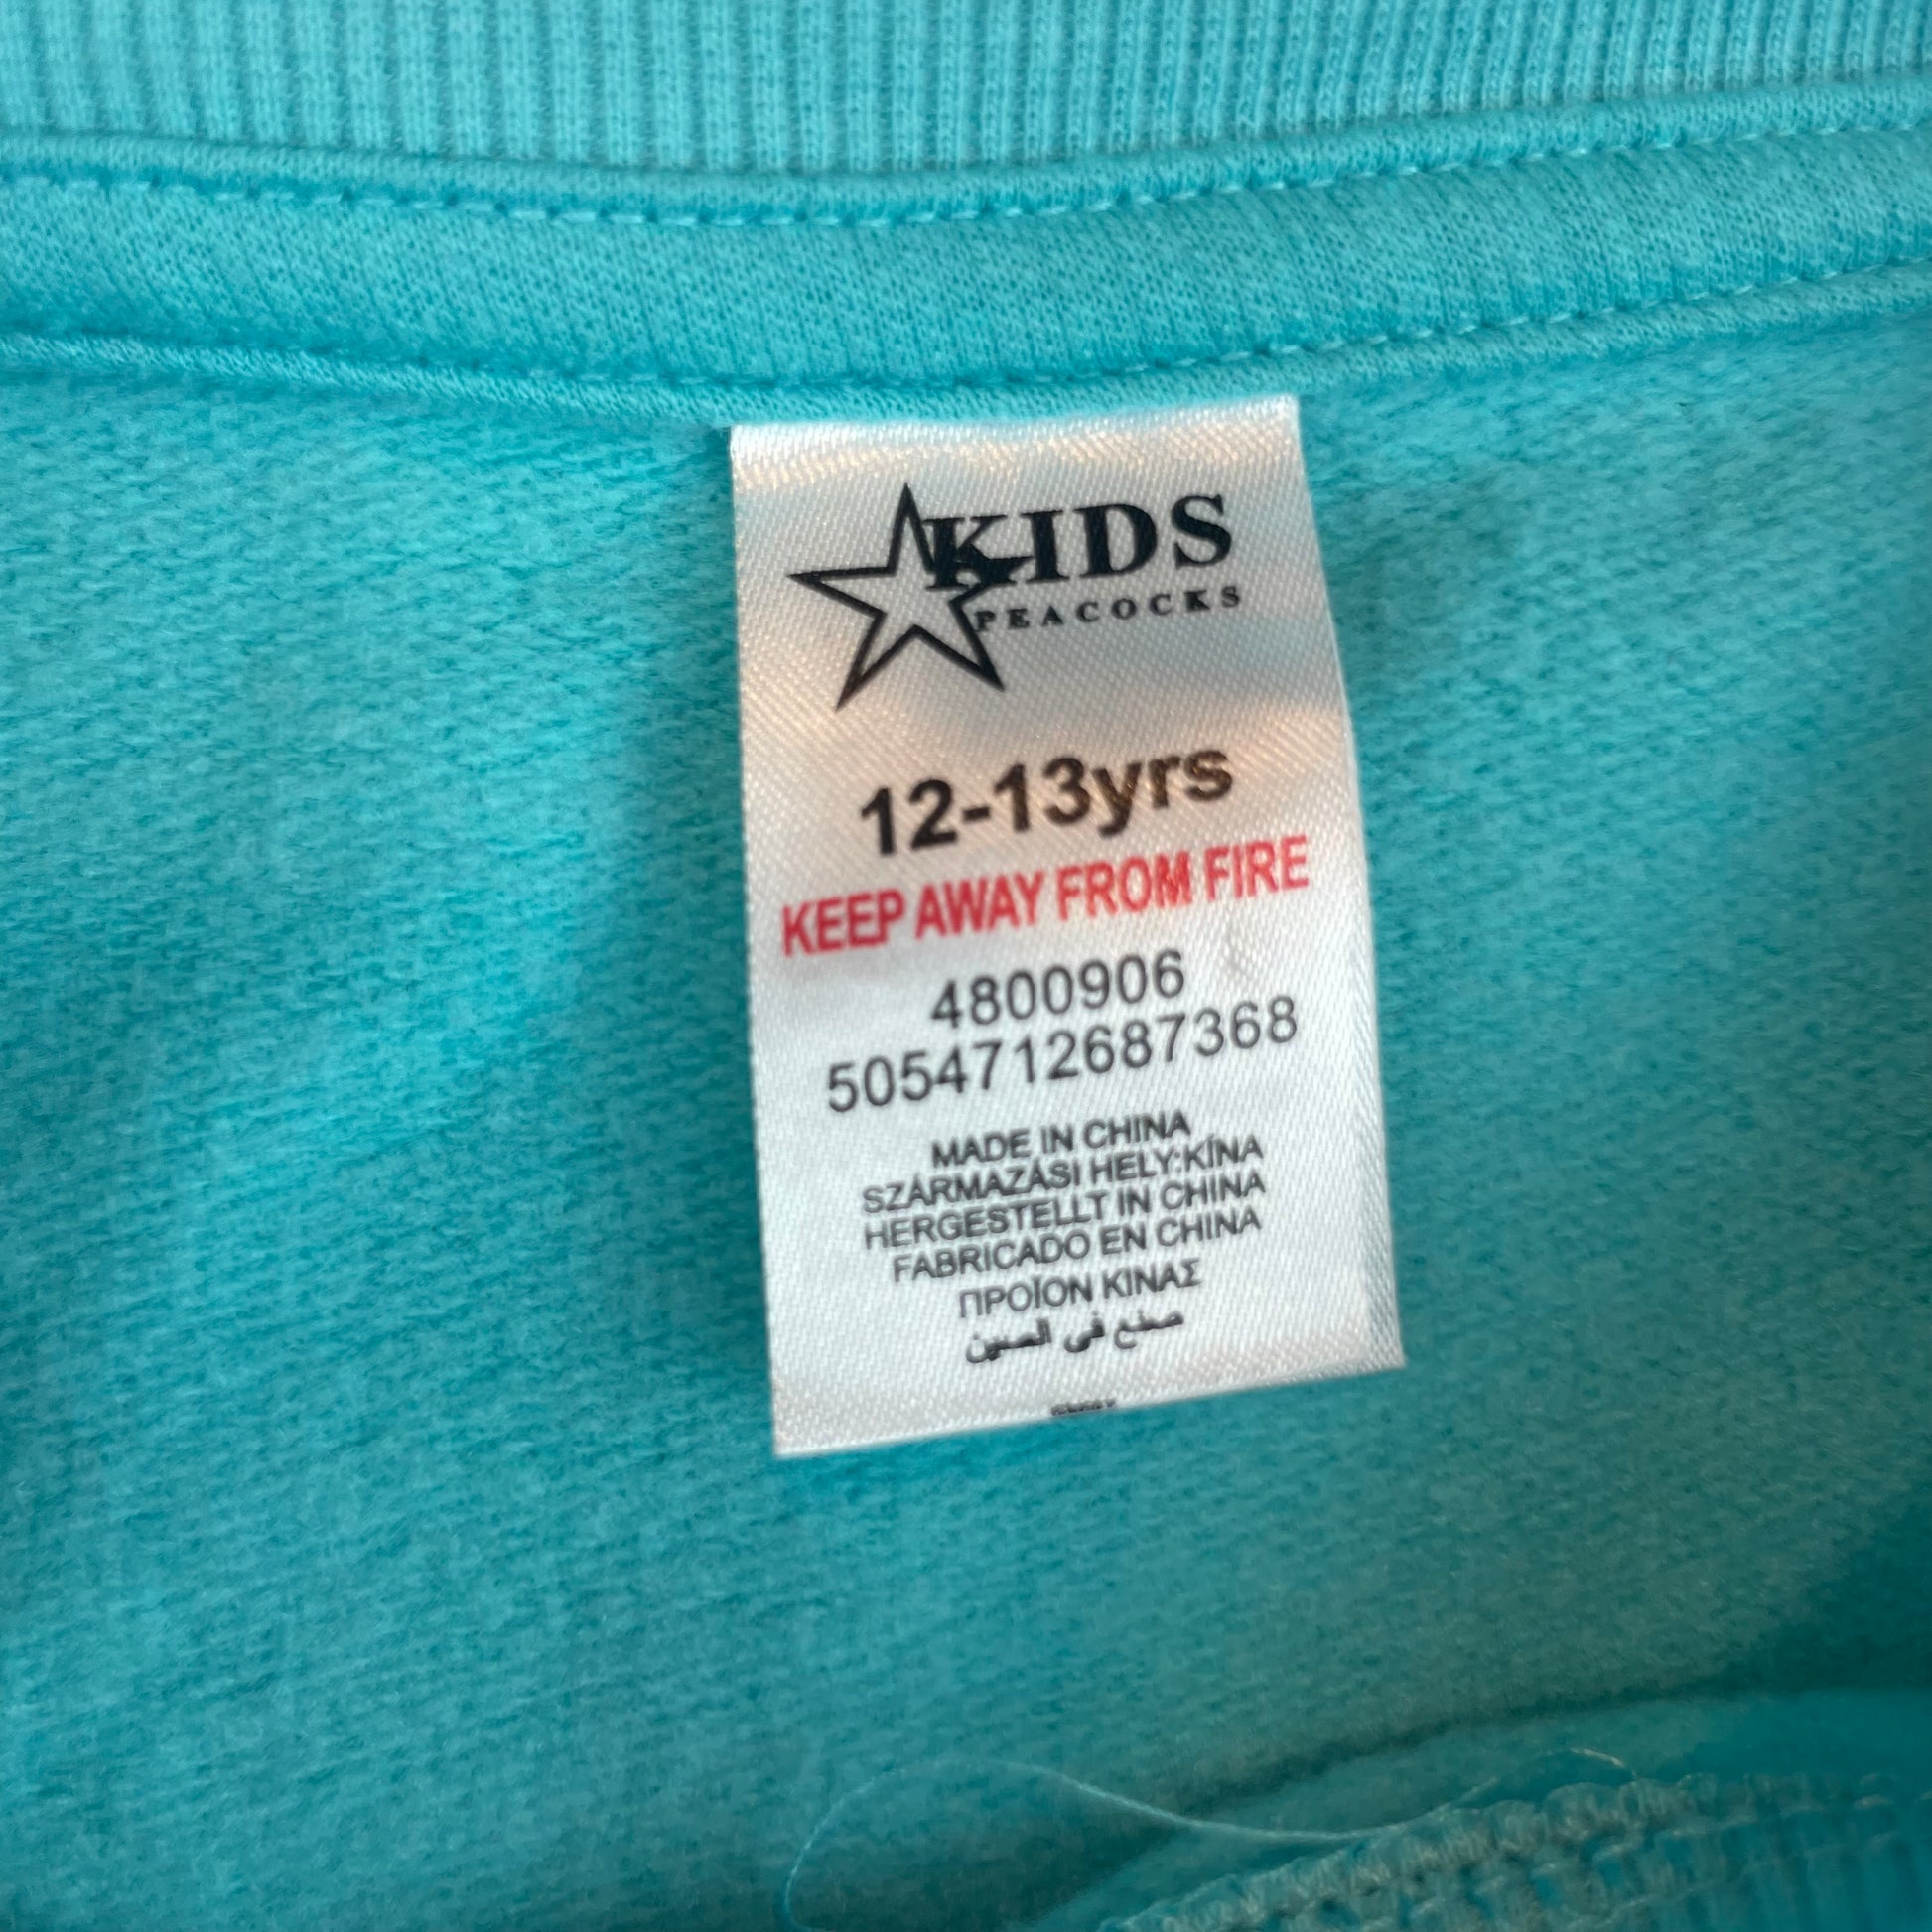 KIDS
PEACOCKS
12-13yrs
KEEP AWAY FROM FIRE
4800906
5054712687368
MADE IN CHINA
SZÁRMAZÁSI HELY:KÍNA
HERGESTELLT IN CHINA
FABRICADO EN CHINA
ΠΡΟΪΟΝ ΚΙΝΑΣ
صنع في الصين